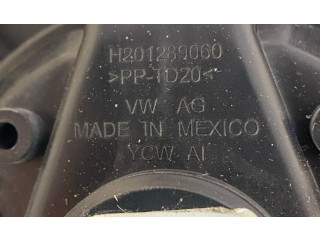 H201289060
>PP-TD20<
VW AG
MADE IN MEXICO
YCW AI